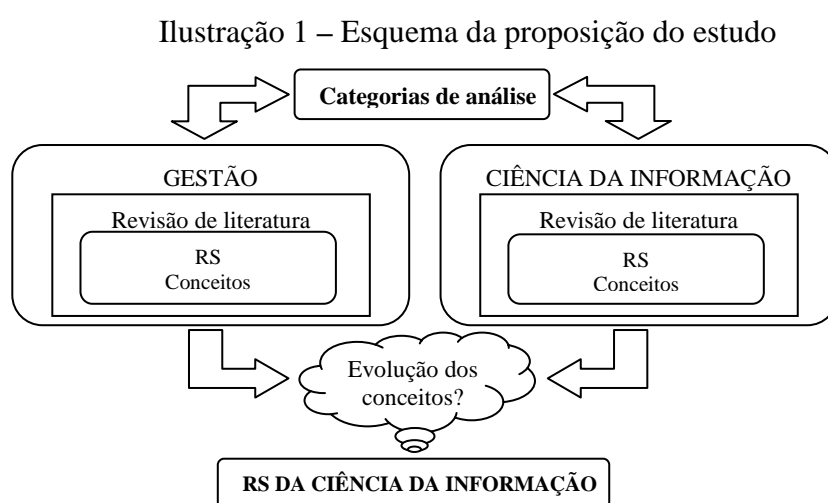 Ilustração 1 – Esquema da proposição do estudo
Categorias de análise
GESTÃO
Revisão de literatura
RS
Conceitos
CIÊNCIA DA INFORMAÇÃO
Revisão de literatura
RS
Conceitos
Evolução dos
conceitos?
RS DA CIÊNCIA DA INFORMAÇÃO